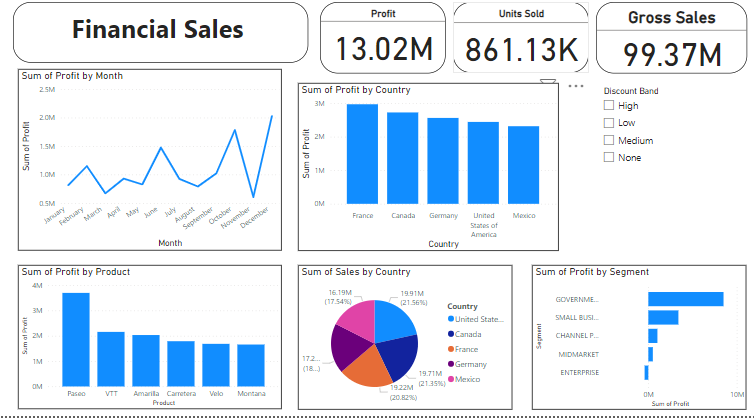 Financial Sales
Profit
13.02M
Units Sold
861.13K
Gross Sales
99.37M
Sum of Profit by Month
2.5M
2.0M
1.5M
1.0M
0.5M
Sum of Profit
January
February
March
April
May
June
July
August
September
October
November
December
Month
Sum of Profit by Country
3M
2M
1M
0M
Sum of Profit
France
Canada
Germany
United
States of
America
Mexico
Country
Discount Band
High
Low
Medium
None
Sum of Profit by Product
4M
3M
2M
1M
0M
Sum of Profit
Paseo
VTT
Amarilla
Carretera
Velo
Montana
Product
Sum of Sales by Country
16.19M
(17.54%)
19.91M
(21.56%)
17.2...
(18...)
19.71M
(21.35%)
19.22M
(20.82%)
Country
United State...
Canada
France
Germany
Mexico
Sum of Profit by Segment
Segment
GOVERNME...
SMALL BUSI...
CHANNEL P...
MIDMARKET
ENTERPRISE
0M
10M
Sum of Profit